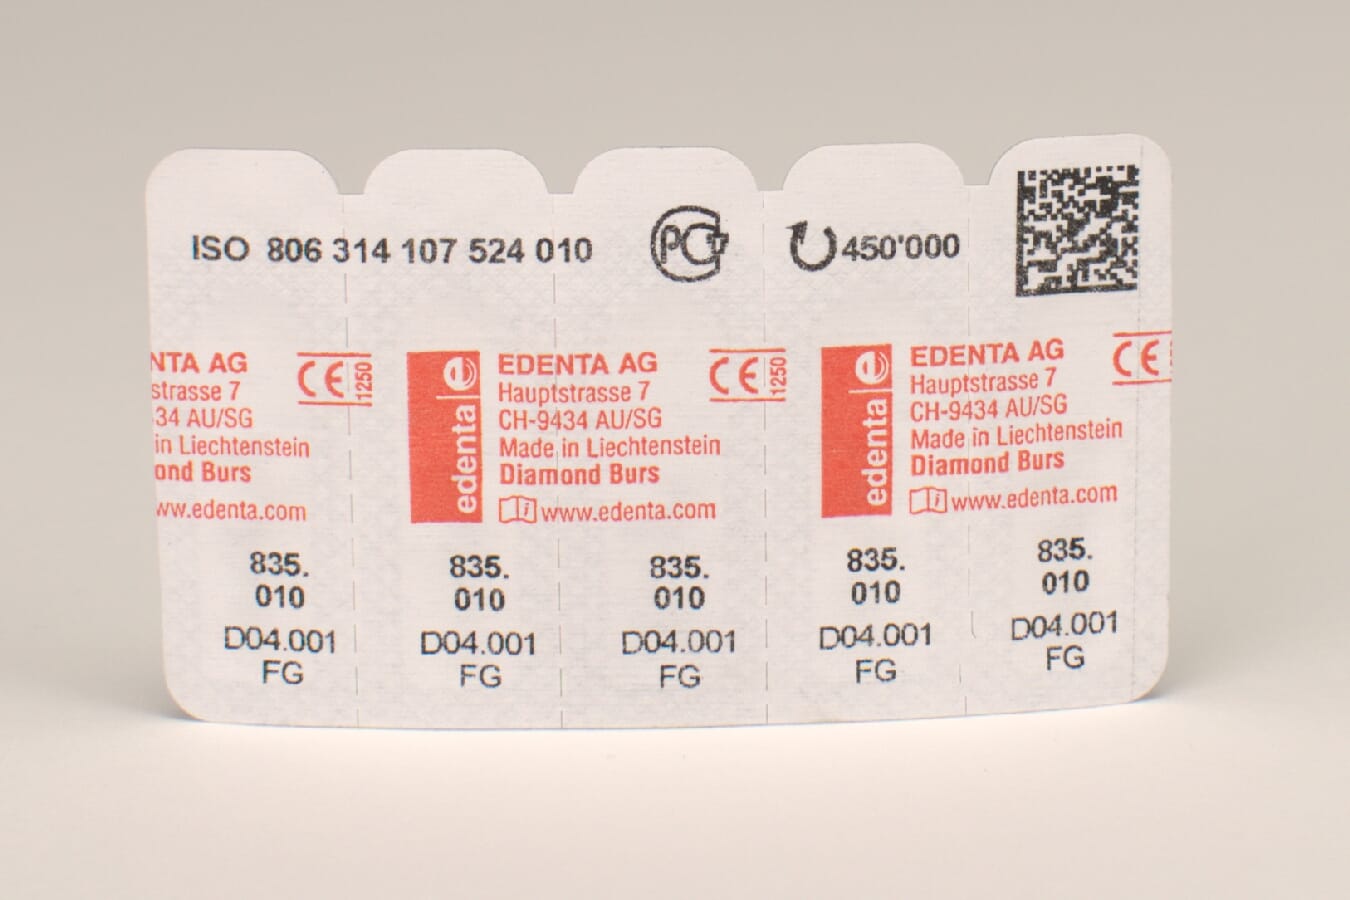 ISO 806 314 107 524 010
РСТ
450'000
NTA AG
strasse 7
34 AU/SG
in Liechtenstein
ond Burs
ww.edenta.com
CE 1250
edenta e
EDENTA AG
Hauptstrasse 7
CH-9434 AU/SG
Made in Liechtenstein
Diamond Burs
i www.edenta.com
CE 1250
edenta e
EDENTA AG
Hauptstrasse 7
CH-9434 AU/SG
Made in Liechtenstein
Diamond Burs
i www.edenta.com
CE
835.
010
D04.001
FG
835.
010
D04.001
FG
835.
010
D04.001
FG
835.
010
D04.001
FG
835.
010
D04.001
FG